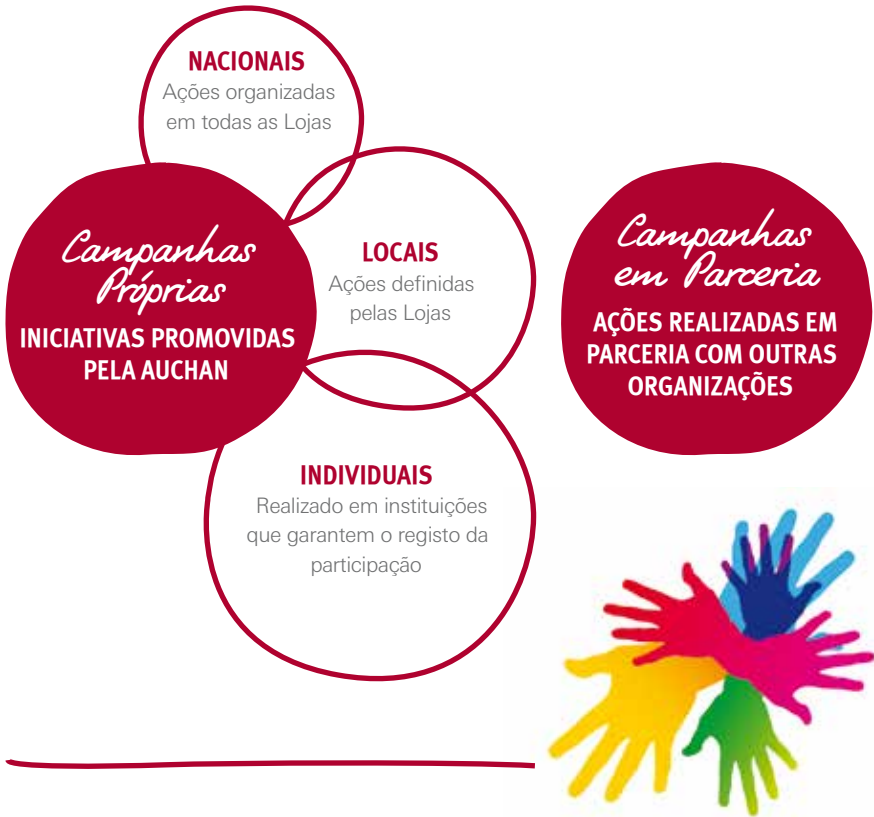 NACIONAIS
Ações organizadas
em todas as Lojas
Campanhas
Próprias
INICIATIVAS PROMOVIDAS
PELA AUCHAN
LOCAIS
Ações definidas
pelas Lojas
INDIVIDUAIS
Realizado em instituições
que garantem o registo da
participação
Campanhas
em Parceria
AÇÕES REALIZADAS EM
PARCERIA COM OUTRAS
ORGANIZAÇÕES